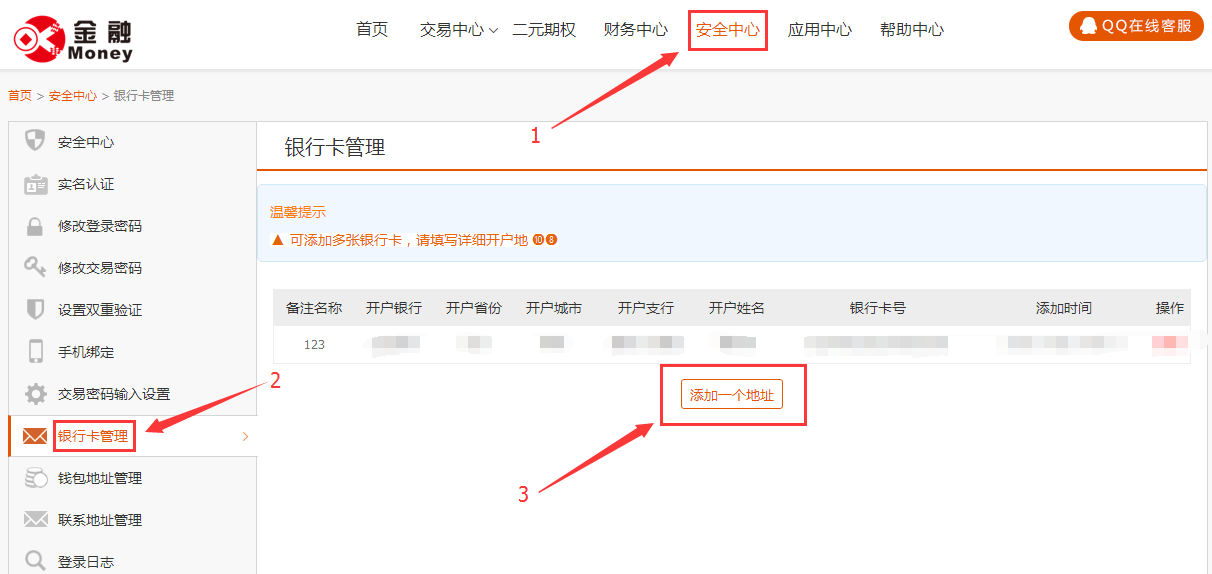 金融
Money
首页 交易中心 二元期权 财务中心 安全中心 应用中心 帮助中心
QQ在线客服
首页 > 安全中心 > 银行卡管理
1
安全中心
实名认证
修改登录密码
修改交易密码
设置双重验证
手机绑定
交易密码输入设置
银行卡管理
2
钱包地址管理
联系地址管理
登录日志
银行卡管理
温馨提示
▲ 可添加多张银行卡，请填写详细开户地 ❿❽
备注名称 开户银行 开户省份 开户城市 开户支行 开户姓名 银行卡号 添加时间 操作
123
添加一个地址
3